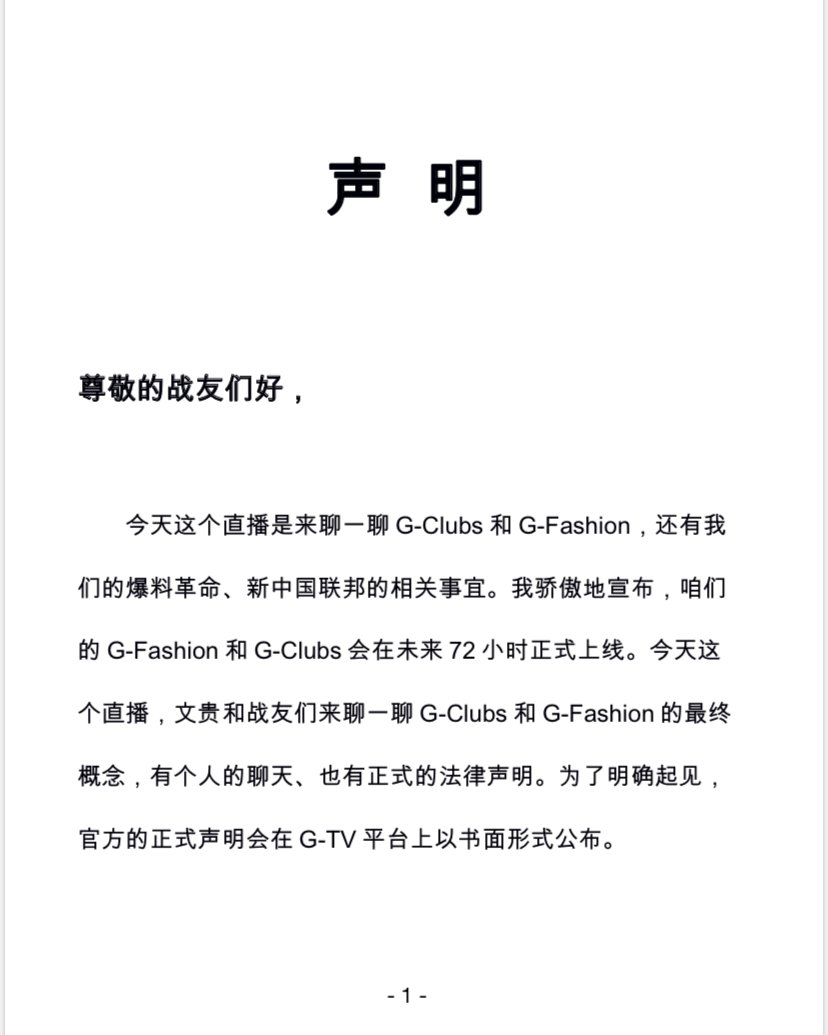 声 明
尊敬的战友们好，
今天这个直播是来聊一聊 G-Clubs 和 G-Fashion，还有我
们的爆料革命、新中国联邦的相关事宜。我骄傲地宣布，咱们
的 G-Fashion 和 G-Clubs 会在未来 72 小时正式上线。今天这
个直播，文贵和战友们来聊一聊 G-Clubs 和 G-Fashion 的最终
概念，有个人的聊天、也有正式的法律声明。为了明确起见，
官方的正式声明会在 G-TV 平台上以书面形式公布。
- 1 -